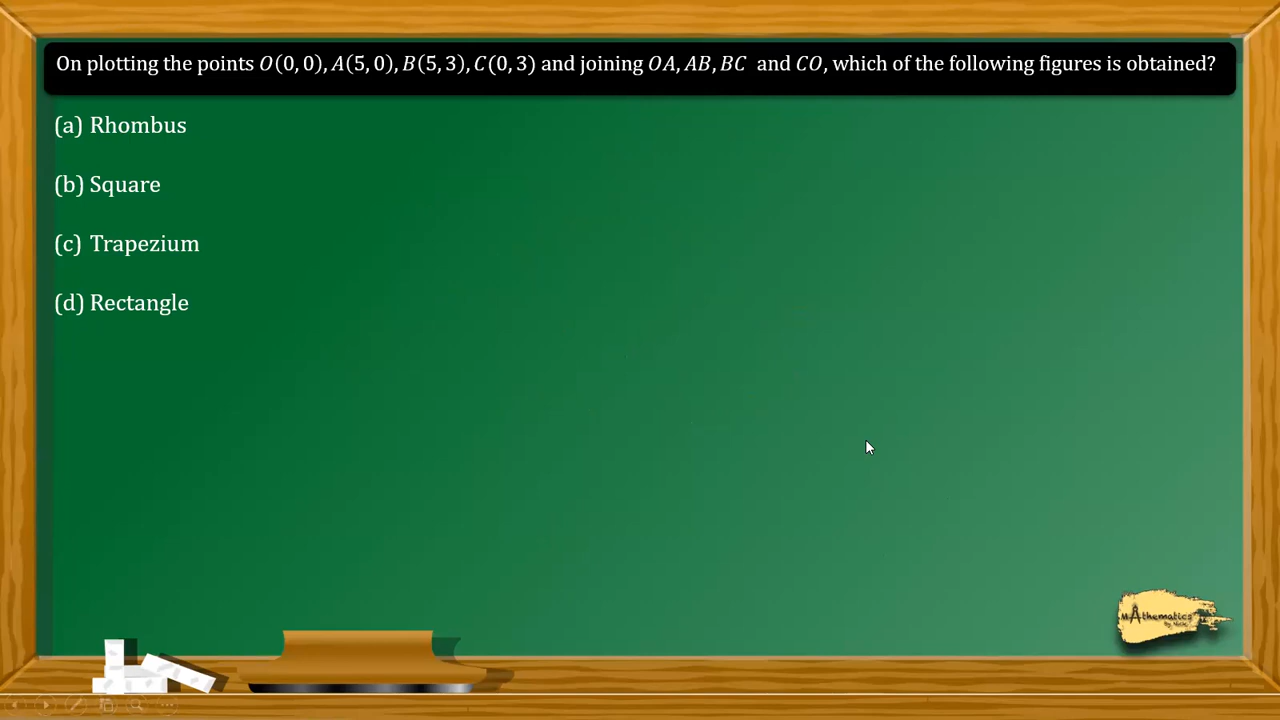 On plotting the points O(0, 0), A(5, 0), B(5, 3), C(0, 3) and joining OA, AB, BC and CO, which of the following figures is obtained?
(a) Rhombus
(b) Square
(c) Trapezium
(d) Rectangle
MAthematics